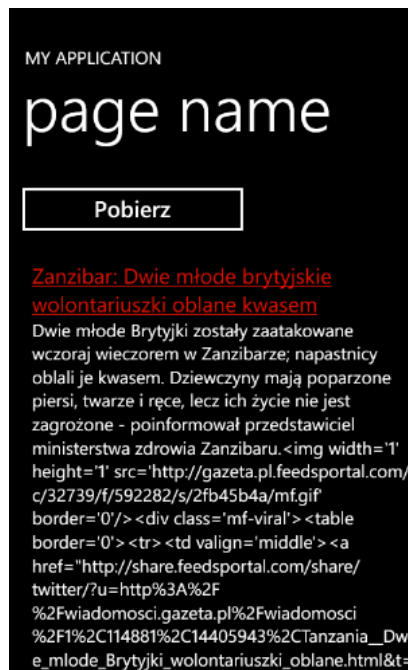 MY APPLICATION
page name
Pobierz
Zanzibar: Dwie młode brytyjskie
wolontariuszki oblane kwasem
Dwie młode Brytyjki zostały zaatakowane
wczoraj wieczorem w Zanzibarze; napastnicy
oblali je kwasem. Dziewczyny mają poparzone
piersi, twarze i ręce, lecz ich życie nie jest
zagrożone - poinformował przedstawiciel
ministerstwa zdrowia Zanzibaru.<img width='1'
height='1' src='http://gazeta.pl.feedsportal.com/
c/32739/f/592282/s/2fb45b4a/mf.gif'
border='0'/><div class='mf-viral'><table
border='0'><tr><td valign='middle'><a
href="http://share.feedsportal.com/share/
twitter/?u=http%3A%2F
%2Fwiadomosci.gazeta.pl%2Fwiadomosci
%2F1%2C114881%2C14405943%2CTanzania__Dw
e_mlode_Brytyjki_wolontariuszki_oblane.html&t=